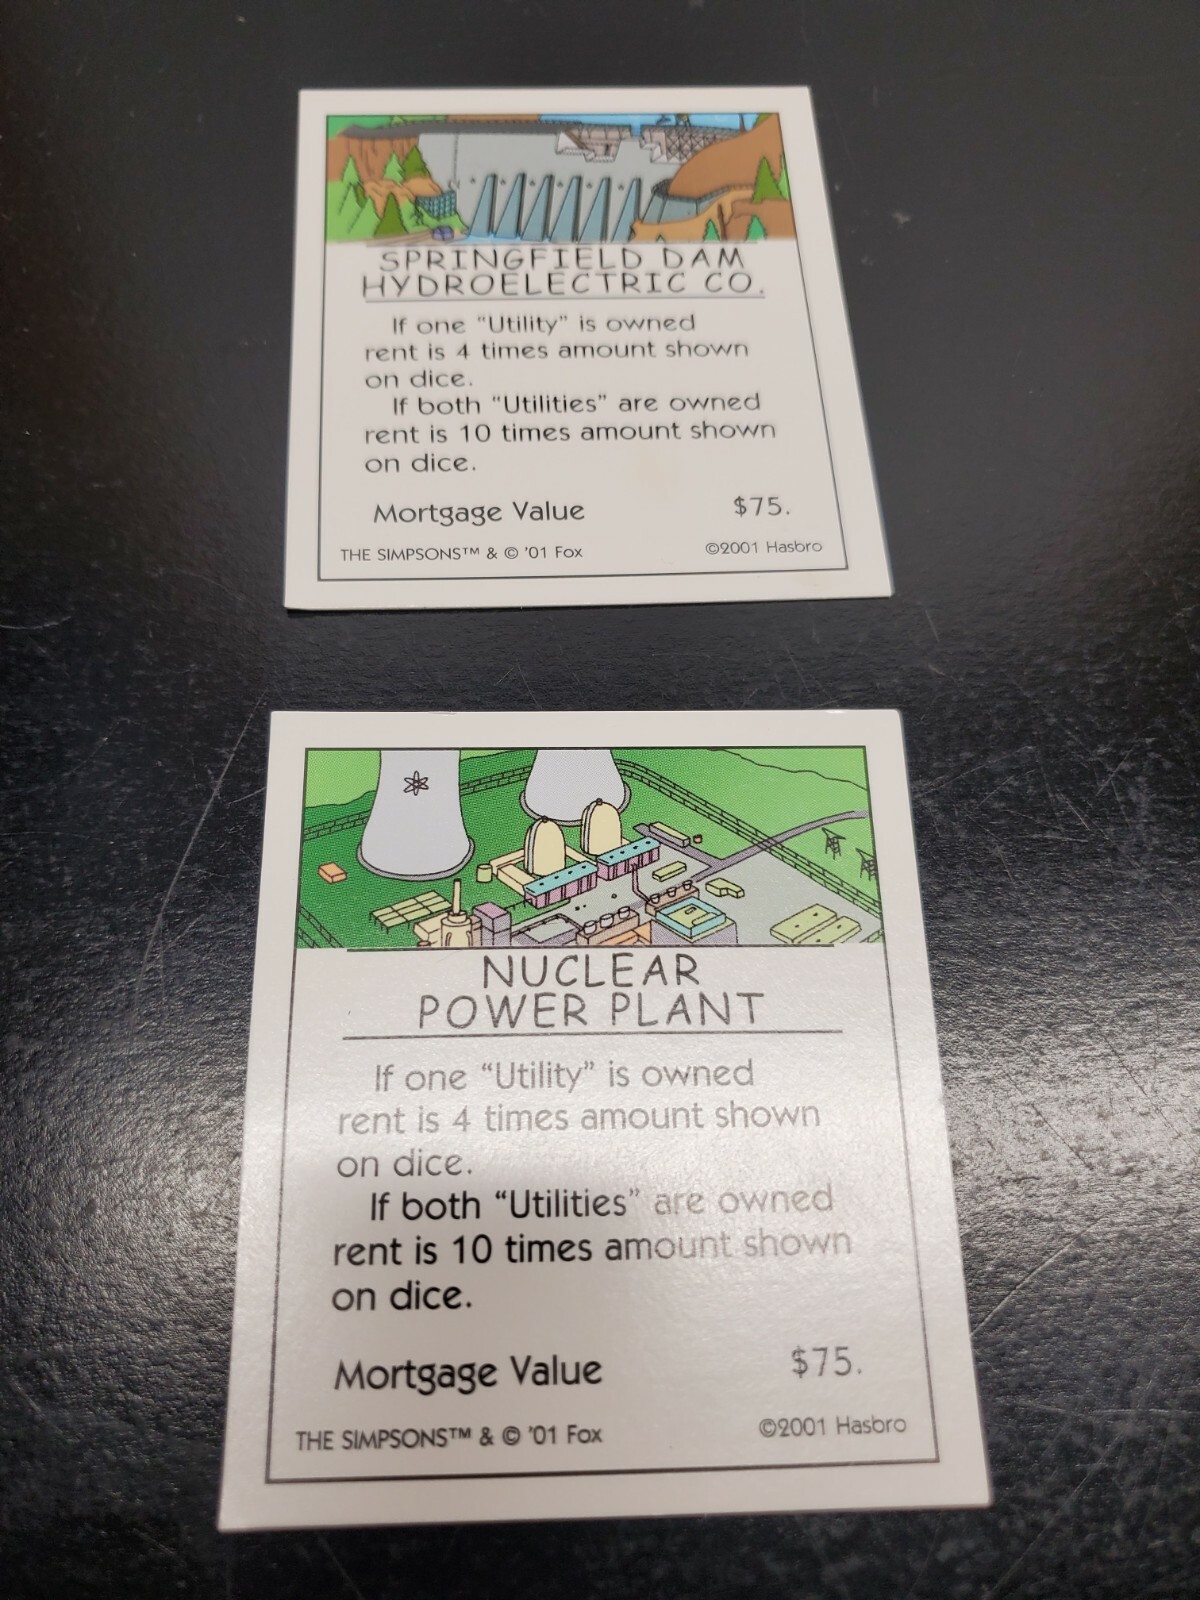 SPRINGFIELD DAM
HYDROELECTRIC CO.
If one "Utility" is owned
rent is 4 times amount shown
on dice.
If both "Utilities" are owned
rent is 10 times amount shown
on dice.
Mortgage Value $75.
THE SIMPSONS™ & © '01 Fox ©2001 Hasbro
NUCLEAR
POWER PLANT
If one “Utility” is owned
rent is 4 times amount shown
on dice.
If both “Utilities” are owned
rent is 10 times amount shown
on dice.
Mortgage Value $75.
THE SIMPSONS™ & © '01 Fox ©2001 Hasbro